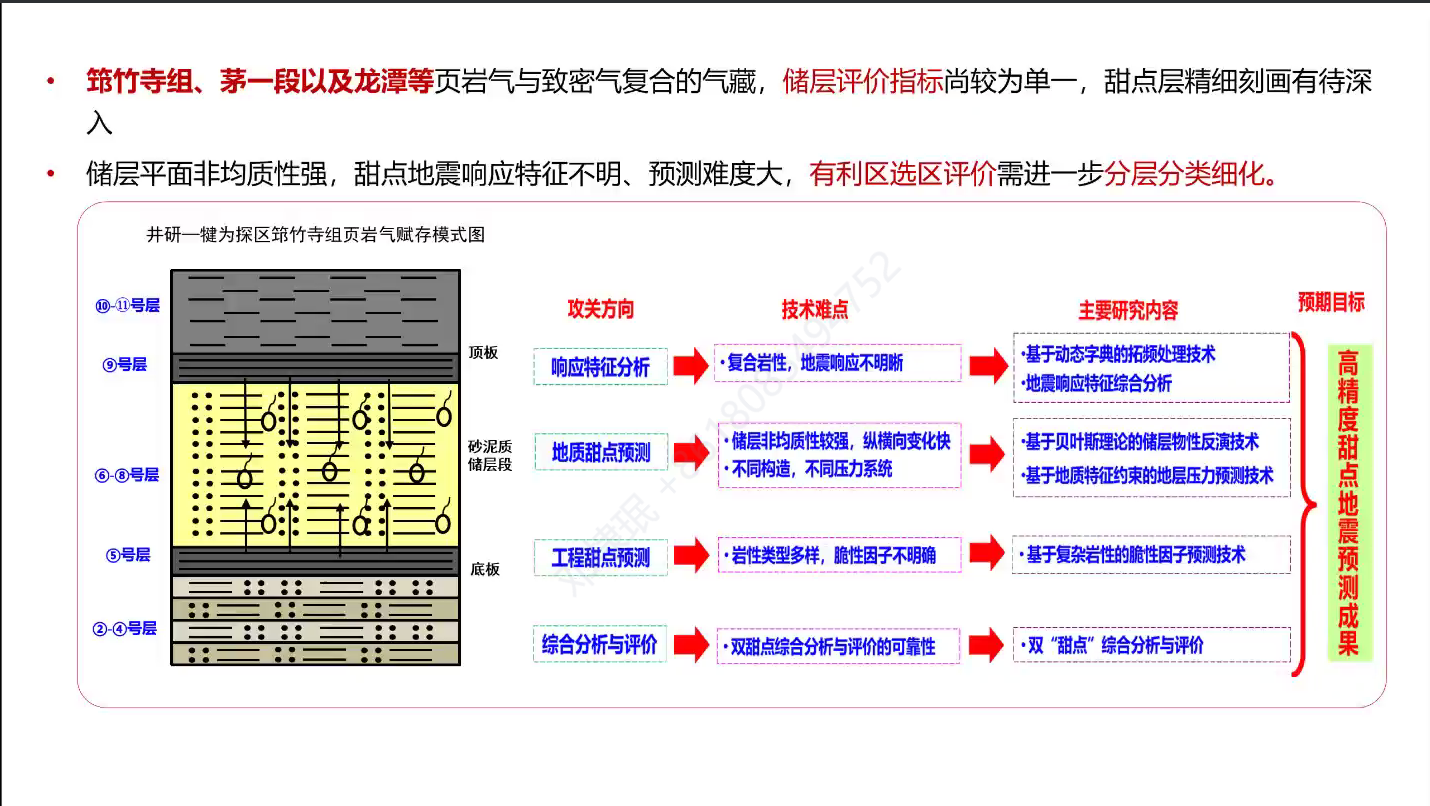 • 筇竹寺组、茅一段以及龙潭等页岩气与致密气复合的气藏，储层评价指标尚较为单一，甜点层精细刻画有待深
入
• 储层平面非均质性强，甜点地震响应特征不明、预测难度大，有利区选区评价需进一步分层分类细化。
井研—犍为探区筇竹寺组页岩气赋存模式图
⑩-⑪号层
⑨号层
⑥-⑧号层
⑤号层
②-④号层
顶板
砂泥质
储层段
底板
攻关方向
技术难点
主要研究内容
预期目标
响应特征分析
•复合岩性，地震响应不明晰
•基于动态字典的拓频处理技术
•地震响应特征综合分析
地质甜点预测
•储层非均质性较强，纵横向变化快
•不同构造，不同压力系统
•基于贝叶斯理论的储层物性反演技术
•基于地质特征约束的地层压力预测技术
工程甜点预测
•岩性类型多样，脆性因子不明确
•基于复杂岩性的脆性因子预测技术
综合分析与评价
•双甜点综合分析与评价的可靠性
•双“甜点”综合分析与评价
高精度甜点地震预测成果